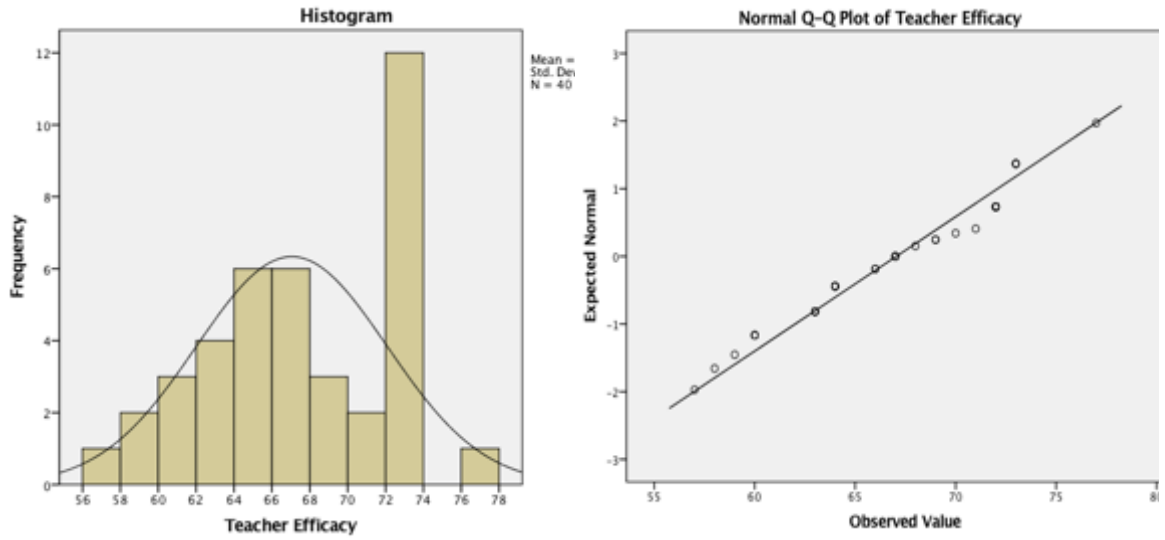 Histogram
12
10
8
6
4
2
0
56 58 60 62 64 66 68 70 72 74 76 78
Frequency
Teacher Efficacy
Mean =
Std. Dev
N = 40
Normal Q-Q Plot of Teacher Efficacy
3
2
1
0
-1
-2
-3
55 60 65 70 75
Expected Normal
Observed Value